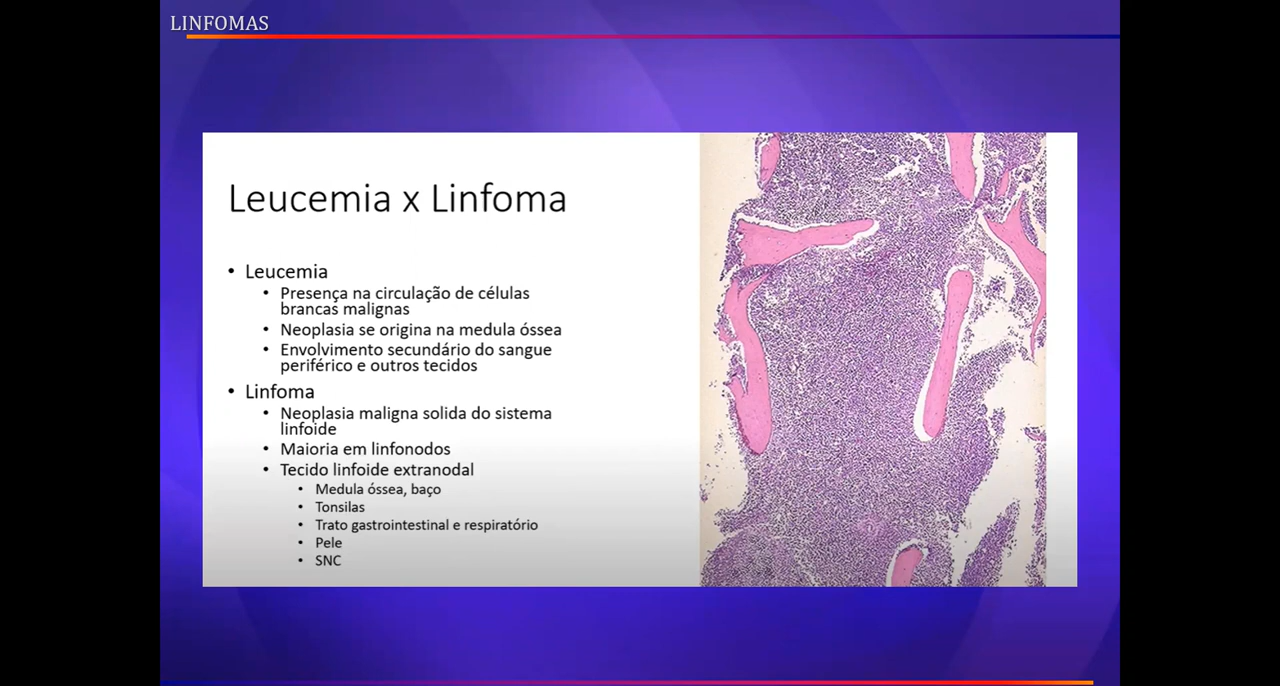 LINFOMAS
Leucemia x Linfoma
• Leucemia
• Presença na circulação de células
brancas malignas
• Neoplasia se origina na medula óssea
• Envolvimento secundário do sangue
periférico e outros tecidos
• Linfoma
• Neoplasia maligna solida do sistema
linfoide
• Maioria em linfonodos
• Tecido linfoide extranodal
• Medula óssea, baço
• Tonsilas
• Trato gastrointestinal e respiratório
• Pele
• SNC